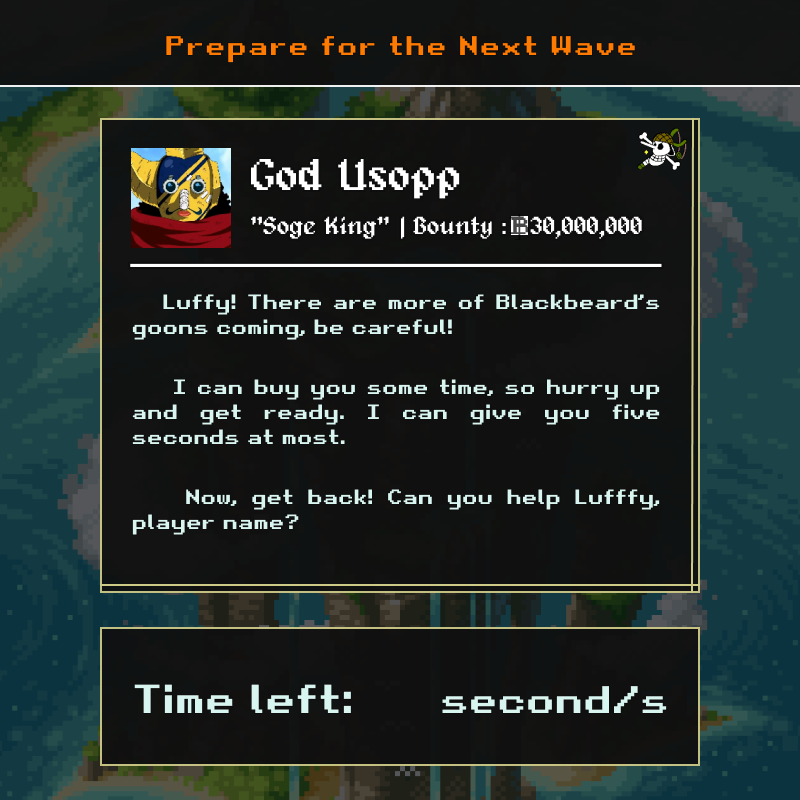 Prepare for the Next Wave
God Usopp
"Soge King" | Bounty : 30,000,000
Luffy! There are more of Blackbeard's
goons coming, be careful!
I can buy you some time, so hurry up
and get ready. I can give you five
seconds at most.
Now, get back! Can you help Lufffy,
player name?
Time left: second/s